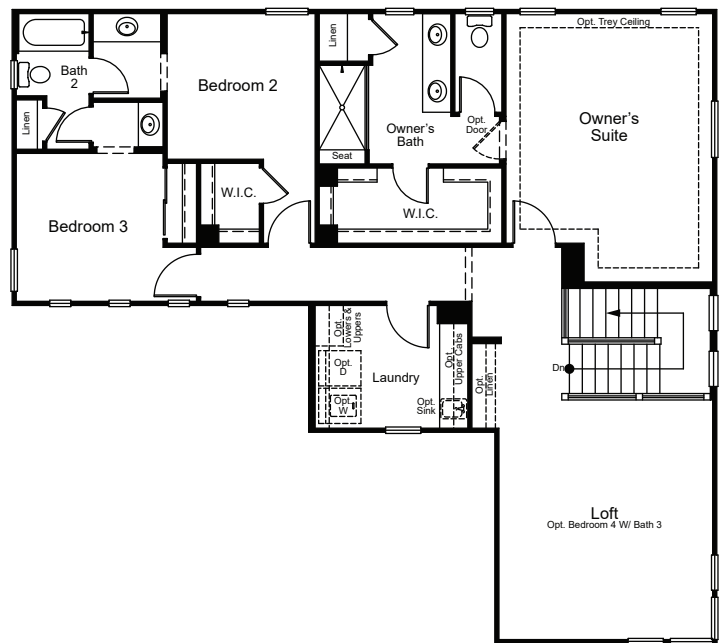 Opt. Trey Ceiling
Linen
Bath
2
Bedroom 2
Owner's
Suite
Opt.
Door
Owner's
Bath
Linen
Seat
W.I.C.
W.I.C.
Bedroom 3
Opt.
Lowers &
Uppers
Opt.
D
Opt.
W
Laundry
Opt.
Upper Cabs
Opt.
Sink
Opt.
Linen
Dn
Loft
Opt. Bedroom 4 W/ Bath 3